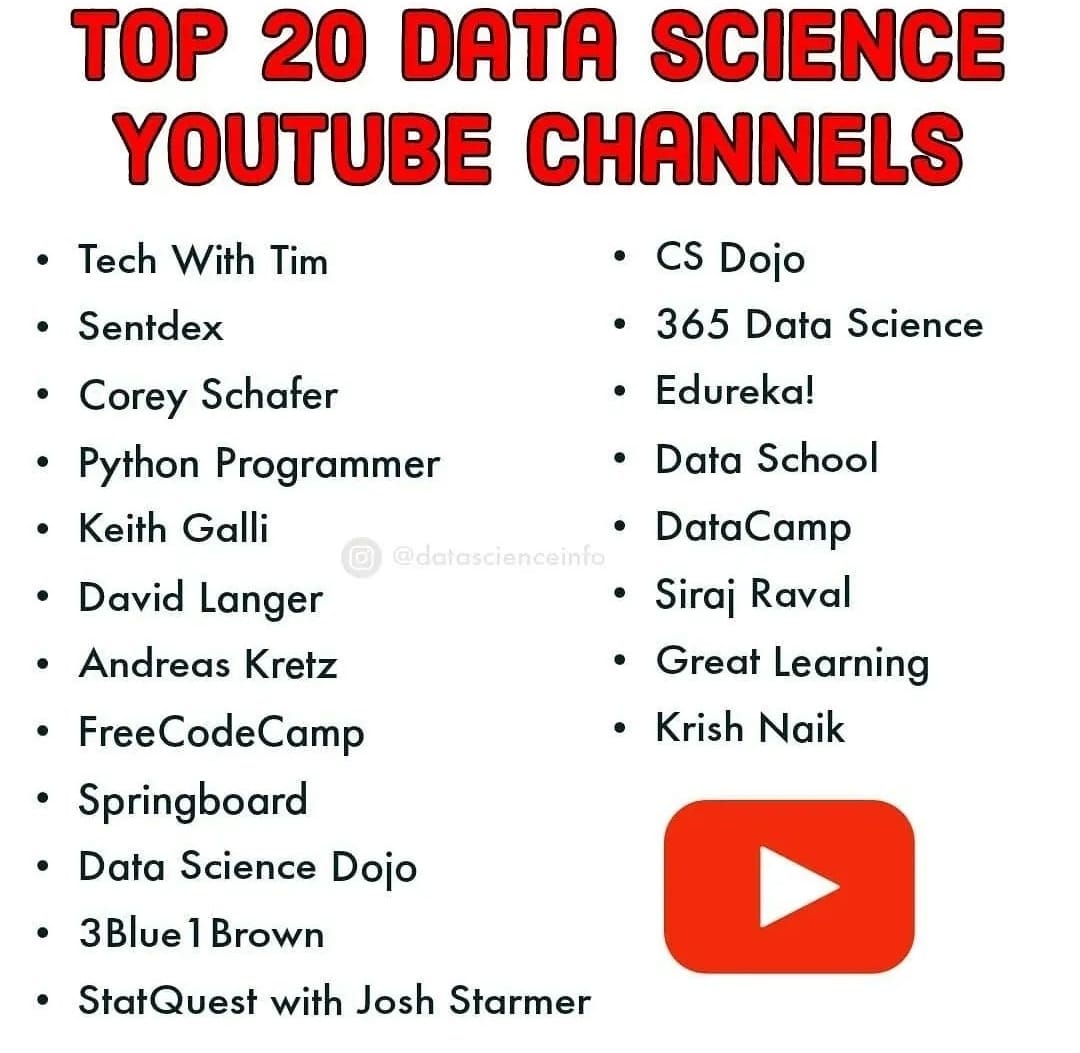 TOP 20 DATA SCIENCE
YOUTUBE CHANNELS
• Tech With Tim
• Sentdex
• Corey Schafer
• Python Programmer
• Keith Galli
• David Langer
• Andreas Kretz
• FreeCodeCamp
• Springboard
• Data Science Dojo
• 3Blue1Brown
• StatQuest with Josh Starmer
• CS Dojo
• 365 Data Science
• Edureka!
• Data School
• DataCamp
• Siraj Raval
• Great Learning
• Krish Naik
@datascienceinfo